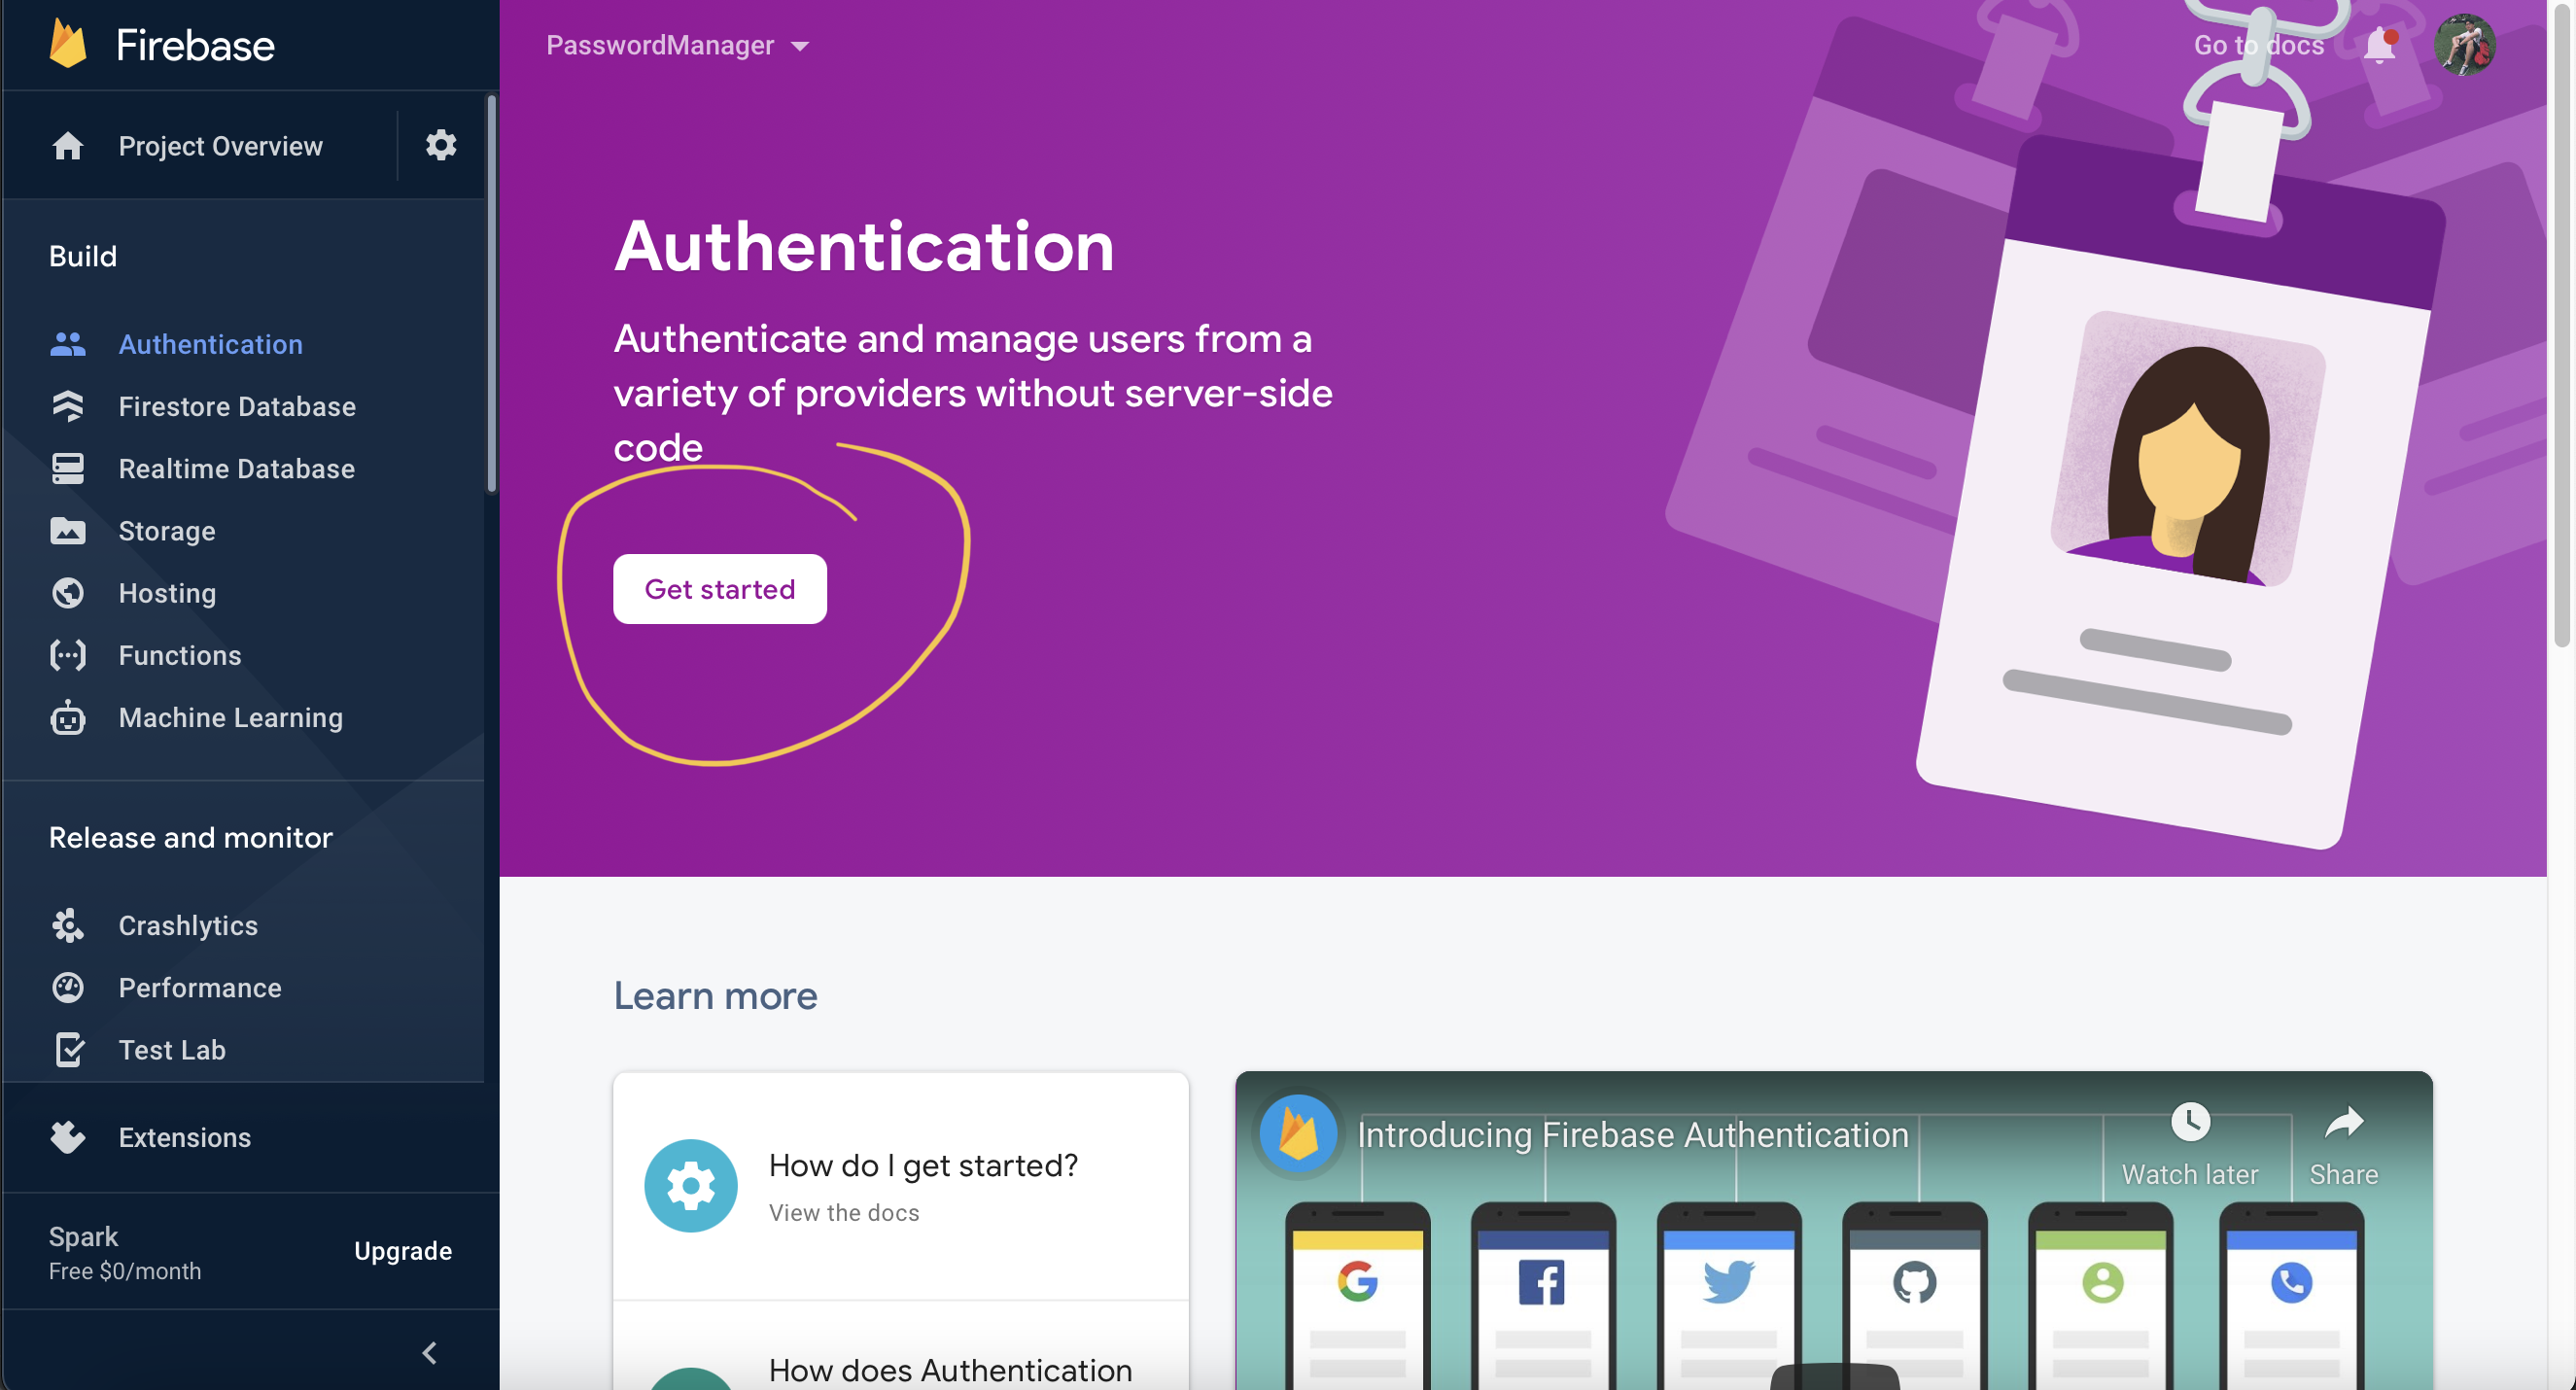 Firebase
Project Overview
Build
Authentication
Firestore Database
Realtime Database
Storage
Hosting
Functions
Machine Learning
Release and monitor
Crashlytics
Performance
Test Lab
Extensions
Spark
Free $0/month
Upgrade
PasswordManager
Go to docs
Authentication
Authenticate and manage users from a
variety of providers without server-side
code
Get started
Learn more
How do I get started?
View the docs
How does Authentication
Introducing Firebase Authentication
Watch later
Share